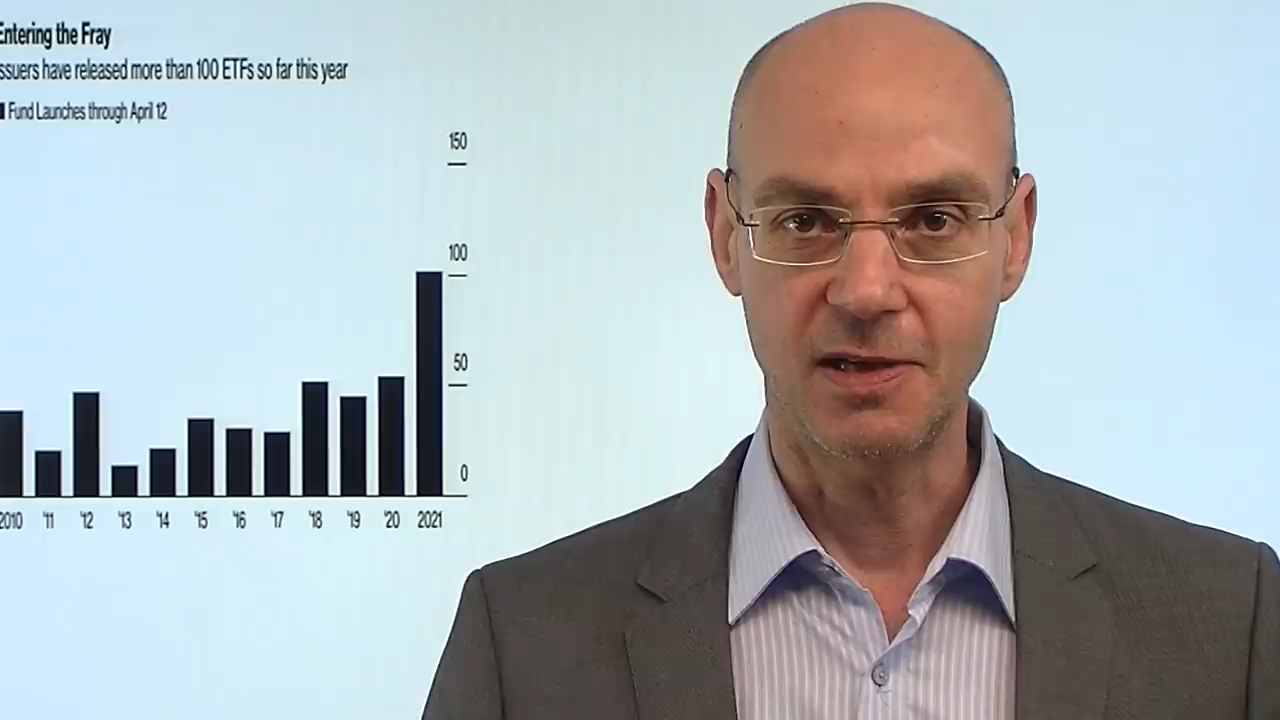 Entering the Fray
ssuers have released more than 100 ETFs so far this year
Fund Launches through April 12
150
100
50
0
2010 '11 '12 '13 '14 '15 '16 '17 '18 '19 '20 2021